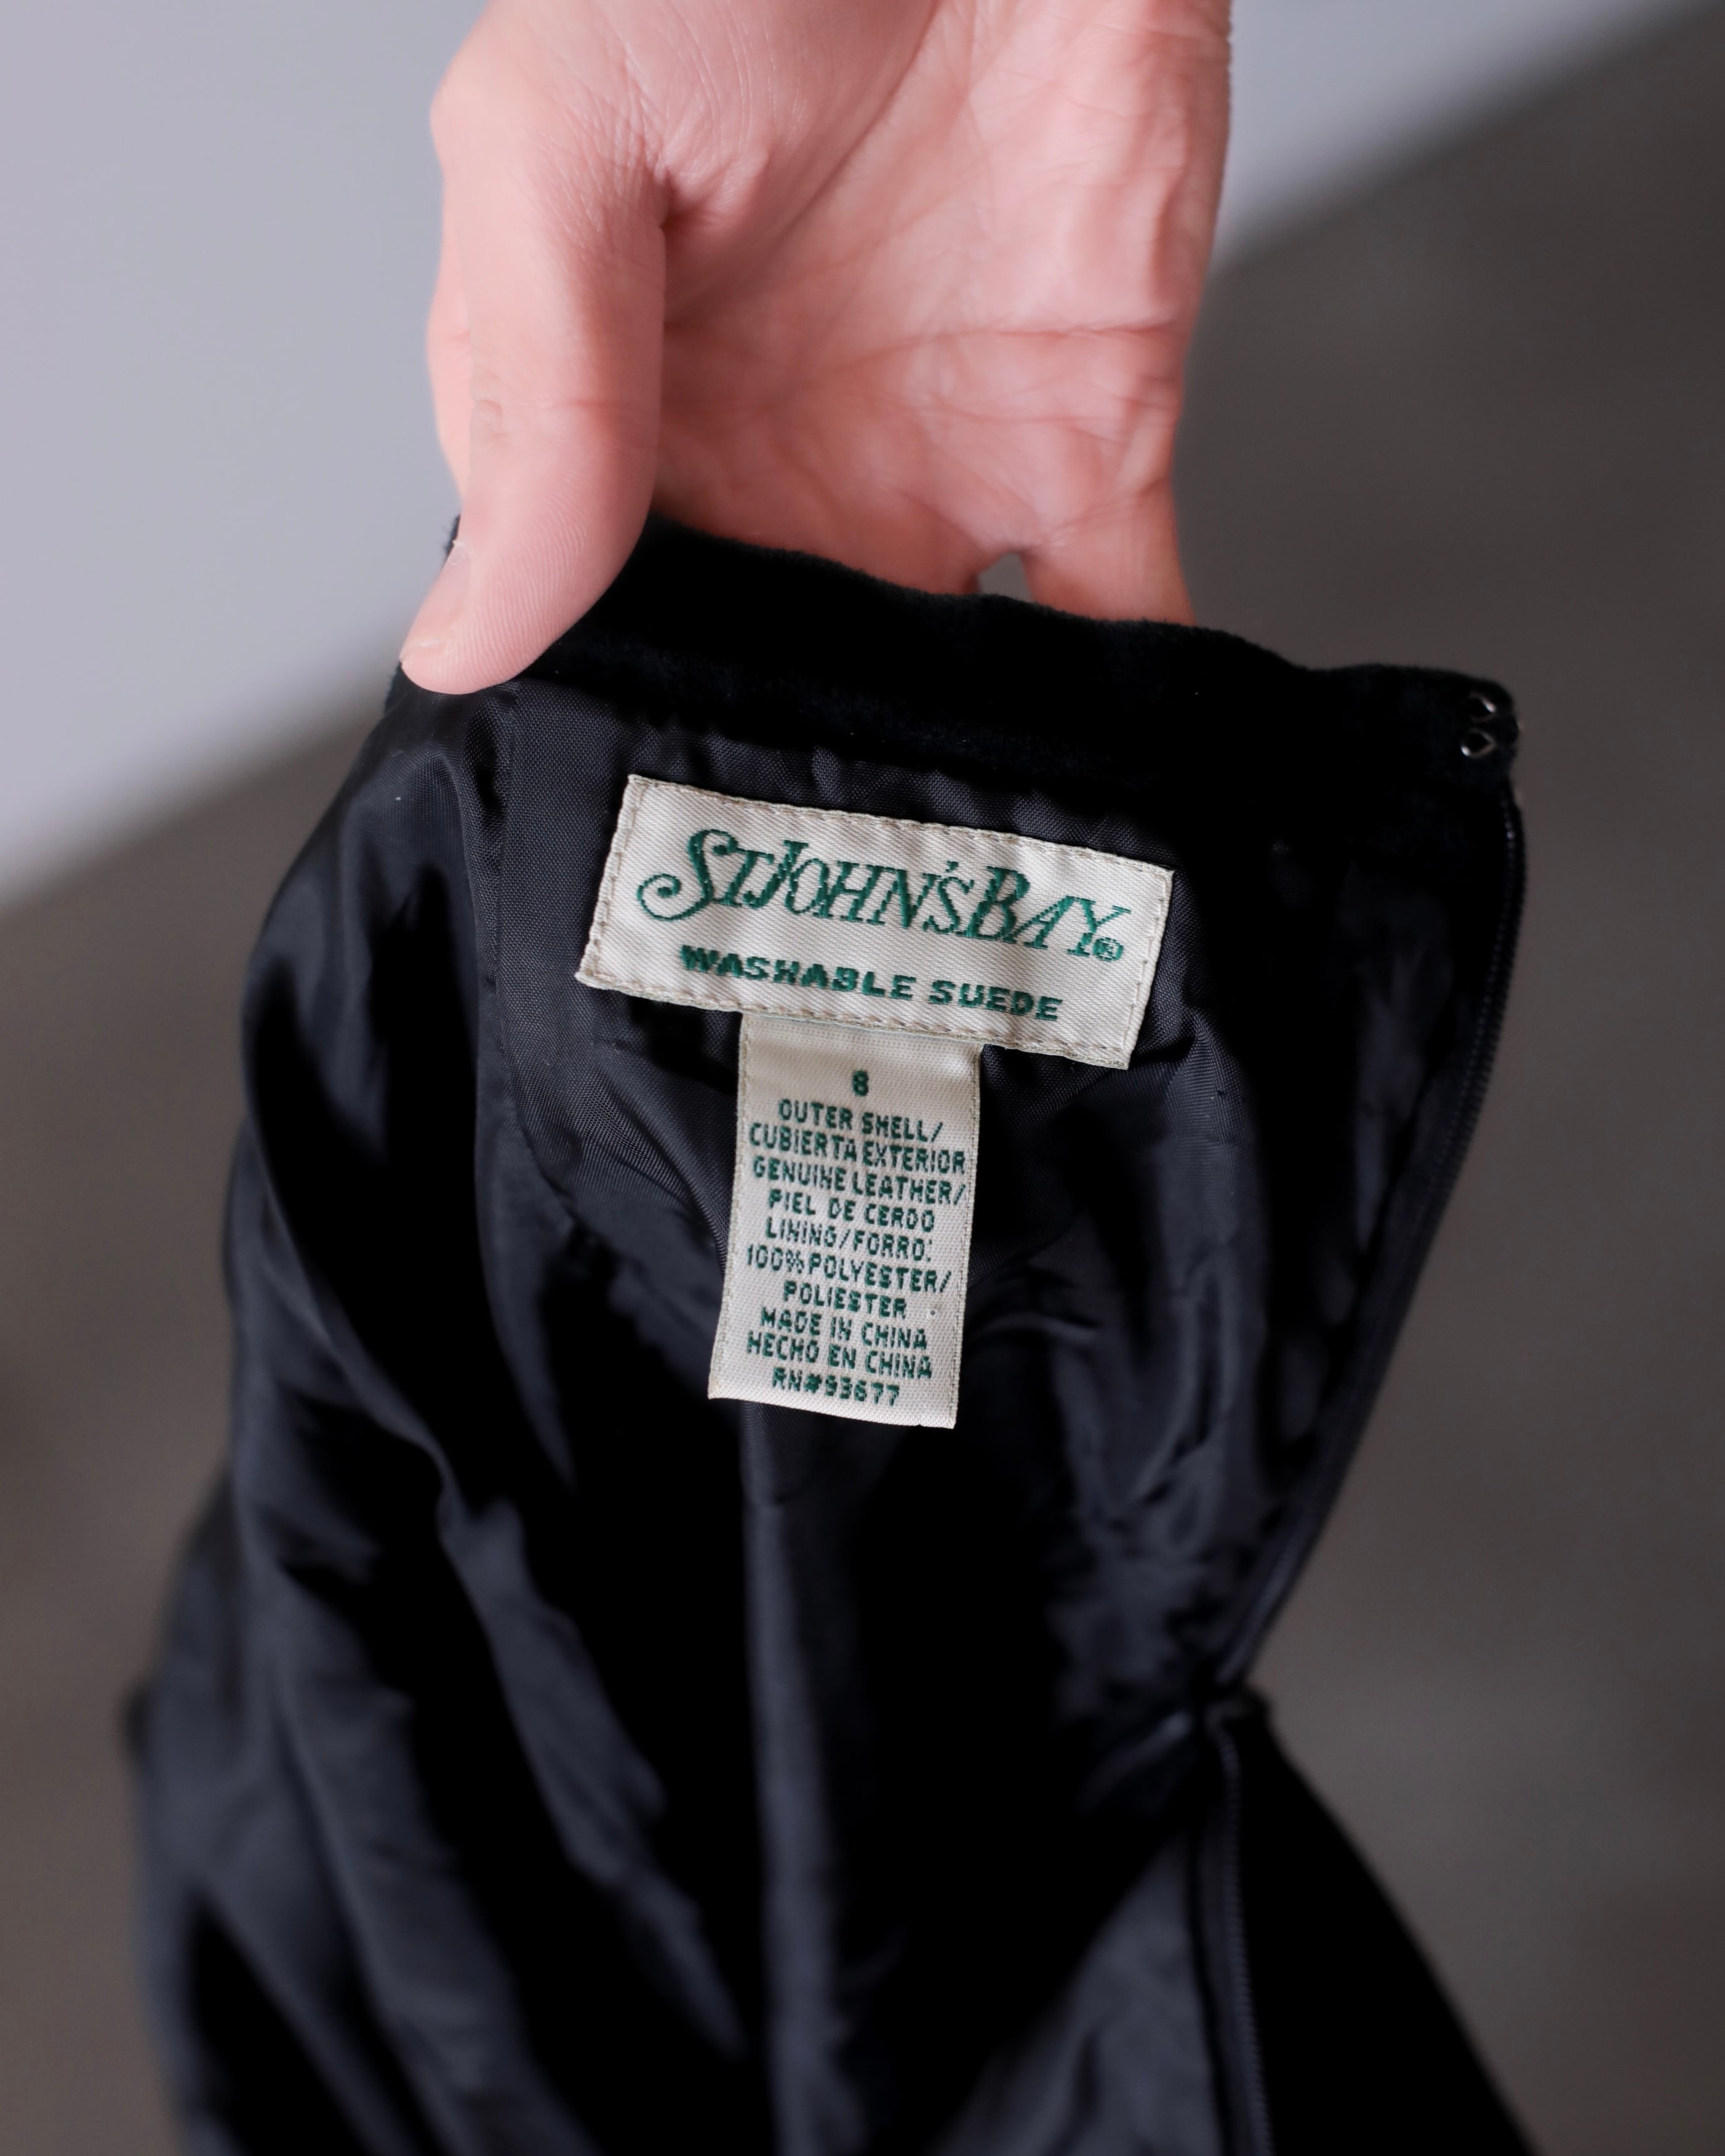 ST. JOHN'S BAY®
WASHABLE SUEDE
8
OUTER SHELL/
CUBIERTA EXTERIOR
GENUINE LEATHER/
PIEL DE CERDO
LINING/FORRO:
100% POLYESTER/
POLIESTER
MADE IN CHINA
HECHO EN CHINA
RN#93677